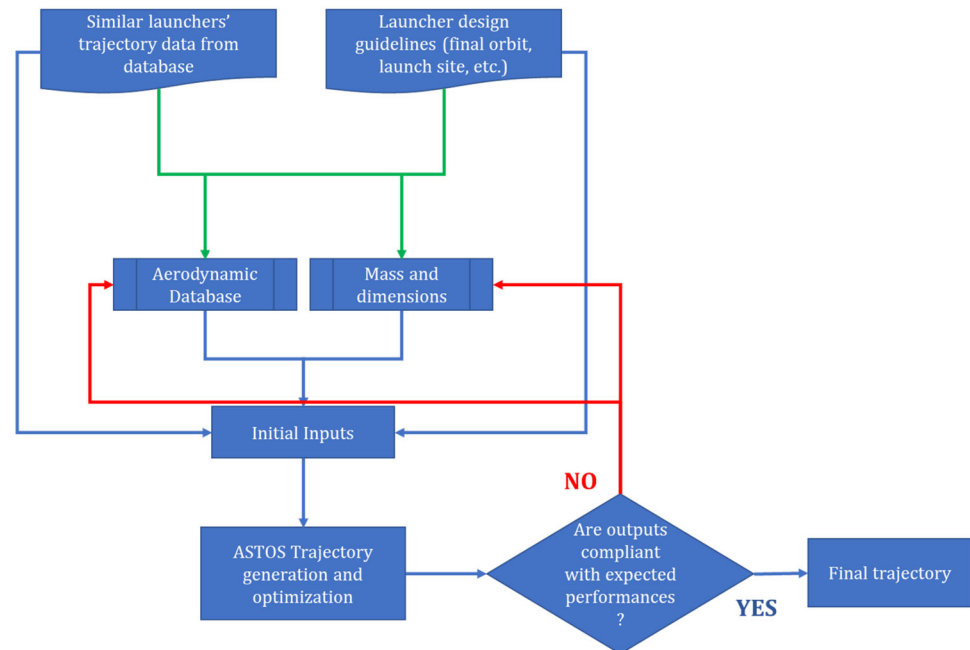 Similar launchers’
trajectory data from
database
Launcher design
guidelines (final orbit,
launch site, etc.)
Aerodynamic
Database
Mass and
dimensions
Initial Inputs
NO
ASTOS Trajectory
generation and
optimization
Are outputs
compliant
with expected
performances
?
YES
Final trajectory